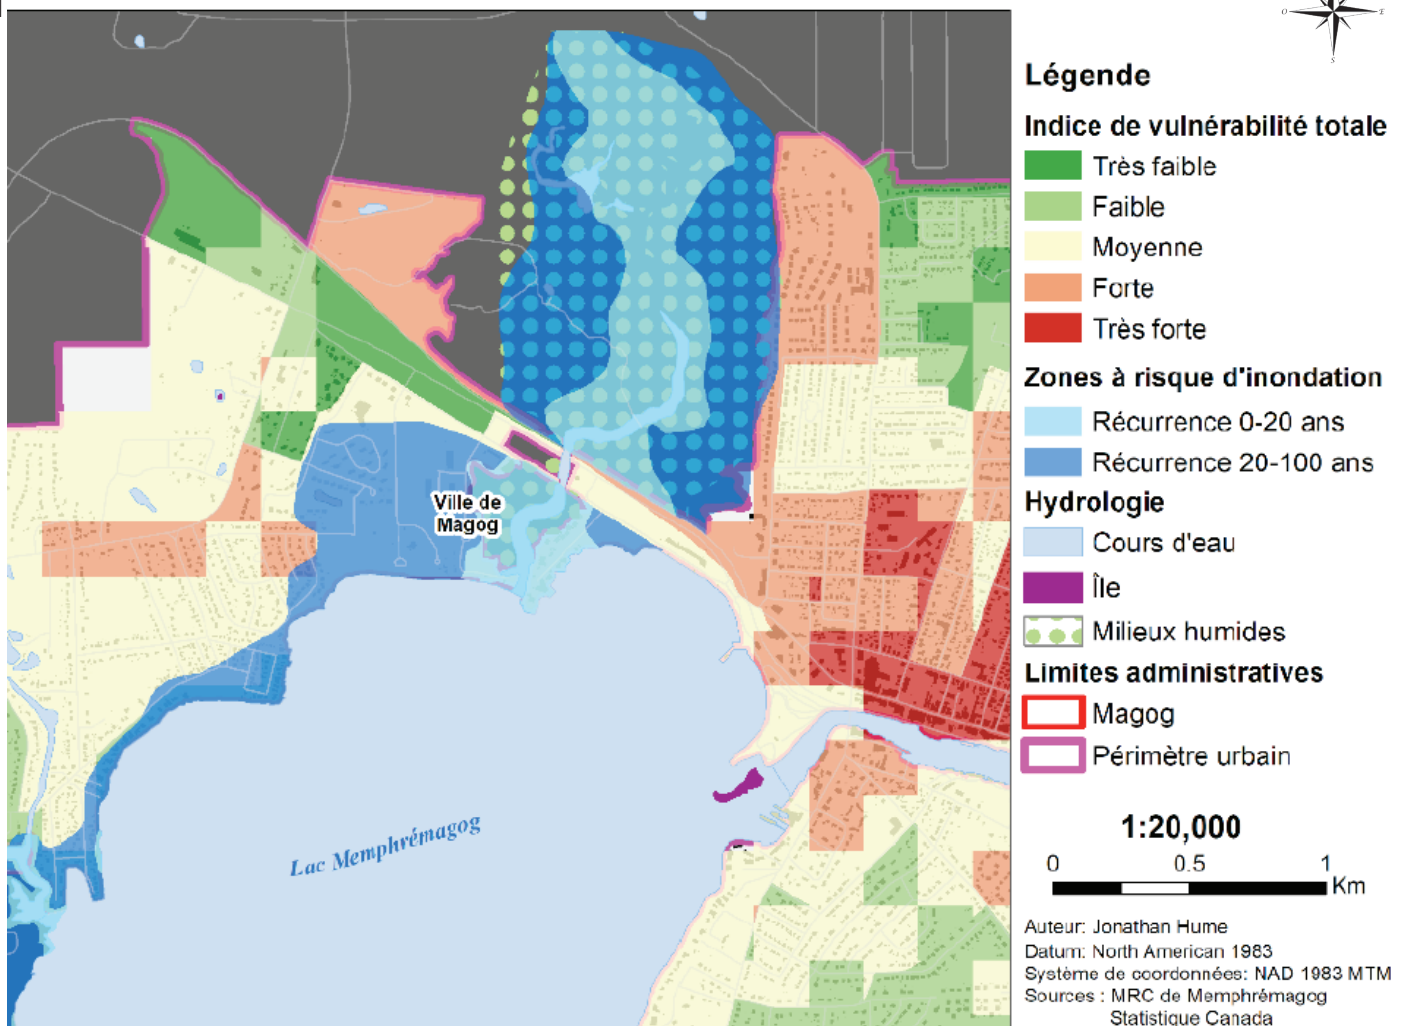 O
E
S
Légende
Indice de vulnérabilité totale
Très faible
Faible
Moyenne
Forte
Très forte
Zones à risque d'inondation
Récurrence 0-20 ans
Récurrence 20-100 ans
Hydrologie
Cours d'eau
Île
Milieux humides
Limites administratives
Magog
Périmètre urbain
1:20,000
0 0.5 1
Km
Auteur: Jonathan Hume
Datum: North American 1983
Système de coordonnées: NAD 1983 MTM
Sources : MRC de Memphrémagog
Statistique Canada
Ville de
Magog
Lac Memphrémagog